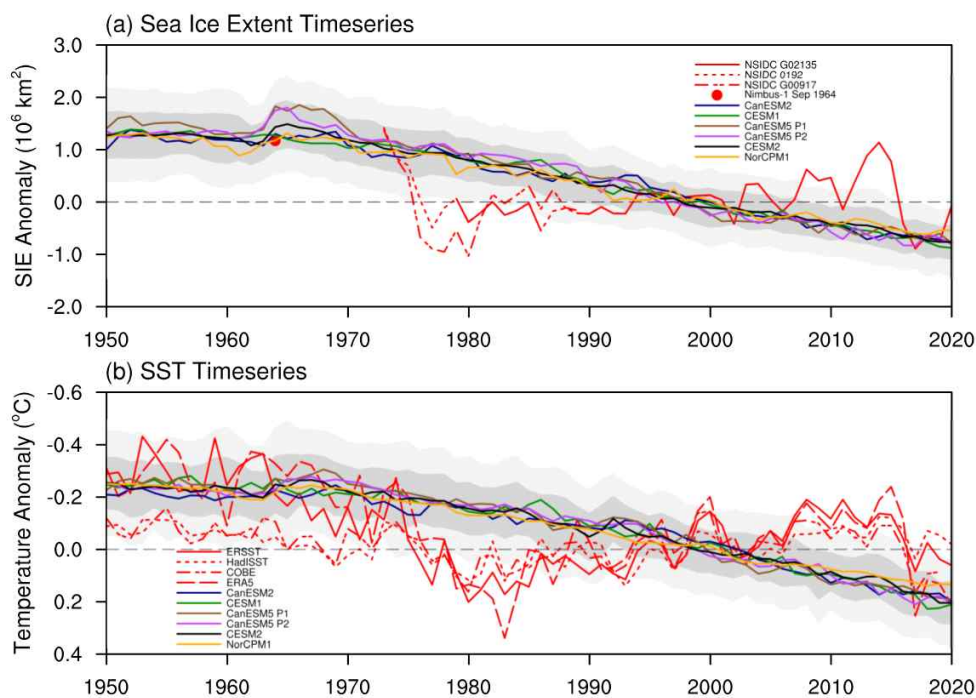 (a) Sea Ice Extent Timeseries
3.0
2.0
1.0
0.0
-1.0
-2.0
SIE Anomaly (10⁶ km²)
NSIDC G02135
NSIDC 0192
NSIDC G00917
Nimbus-1 Sep 1964
CanESM2
CESM1
CanESM5 P1
CanESM5 P2
CESM2
NorCPM1
1950 1960 1970 1980 1990 2000 2010 2020
(b) SST Timeseries
-0.6
-0.4
-0.2
0.0
0.2
0.4
Temperature Anomaly (°C)
ERSST
HadISST
COBE
ERA5
CanESM2
CESM1
CanESM5 P1
CanESM5 P2
CESM2
NorCPM1
1950 1960 1970 1980 1990 2000 2010 2020